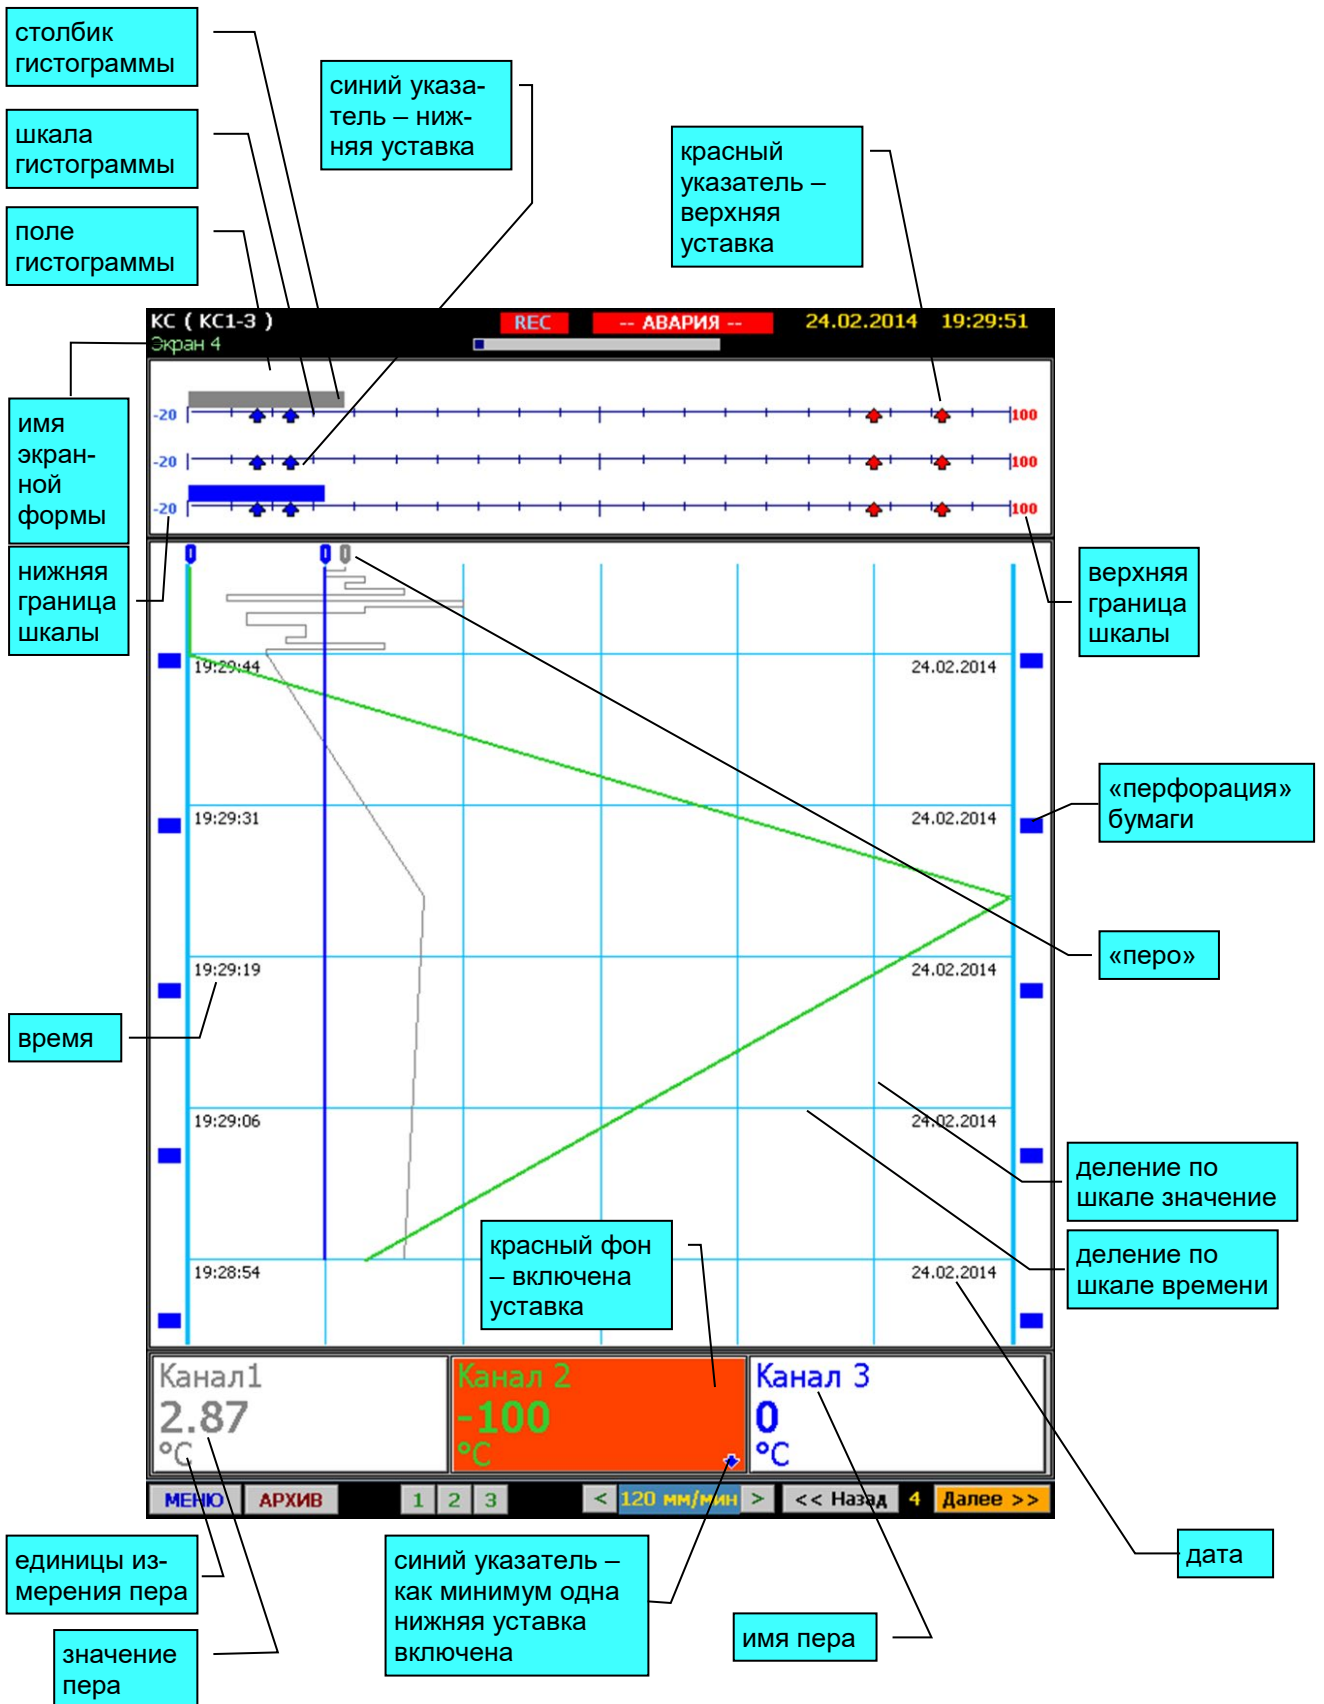 столбик
гистограммы
шкала
гистограммы
поле
гистограммы
синий указа-
тель – ниж-
няя уставка
красный
указатель –
верхняя
уставка
КС ( КС1-3 )
REC
-- АВАРИЯ --
24.02.2014 19:29:51
Экран 4
-20
100
-20
100
-20
100
имя
экран-
ной
формы
нижняя
граница
шкалы
верхняя
граница
шкалы
19:29:44
24.02.2014
«перфорация»
бумаги
19:29:31
24.02.2014
«перо»
19:29:19
24.02.2014
время
19:29:06
24.02.2014
деление по
шкале значение
деление по
шкале времени
красный фон
– включена
уставка
19:28:54
24.02.2014
Канал1
2.87
°C
Канал 2
-100
°C
Канал 3
0
°C
МЕНЮ
АРХИВ
1 2 3
< 120 мм/мин >
<< Назад
4
Далее >>
единицы из-
мерения пера
значение
пера
синий указатель –
как минимум одна
нижняя уставка
включена
имя пера
дата